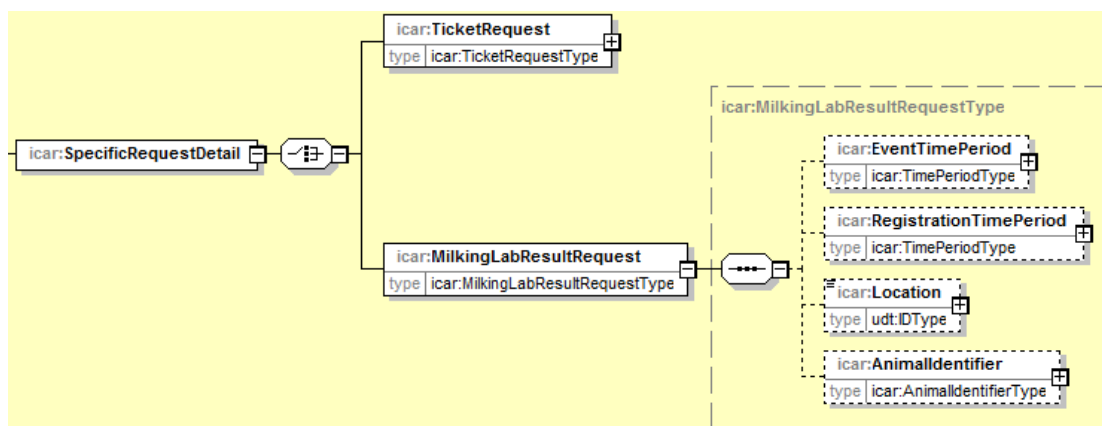 icar:TicketRequest
type icar:TicketRequestType
icar:MilkingLabResultRequestType
icar:EventTimePeriod
type icar:TimePeriodType
icar:SpecificRequestDetail
icar:RegistrationTimePeriod
type icar:TimePeriodType
icar:MilkingLabResultRequest
type icar:MilkingLabResultRequestType
icar:Location
type udt:IDType
icar:AnimalIdentifier
type icar:AnimalIdentifierType